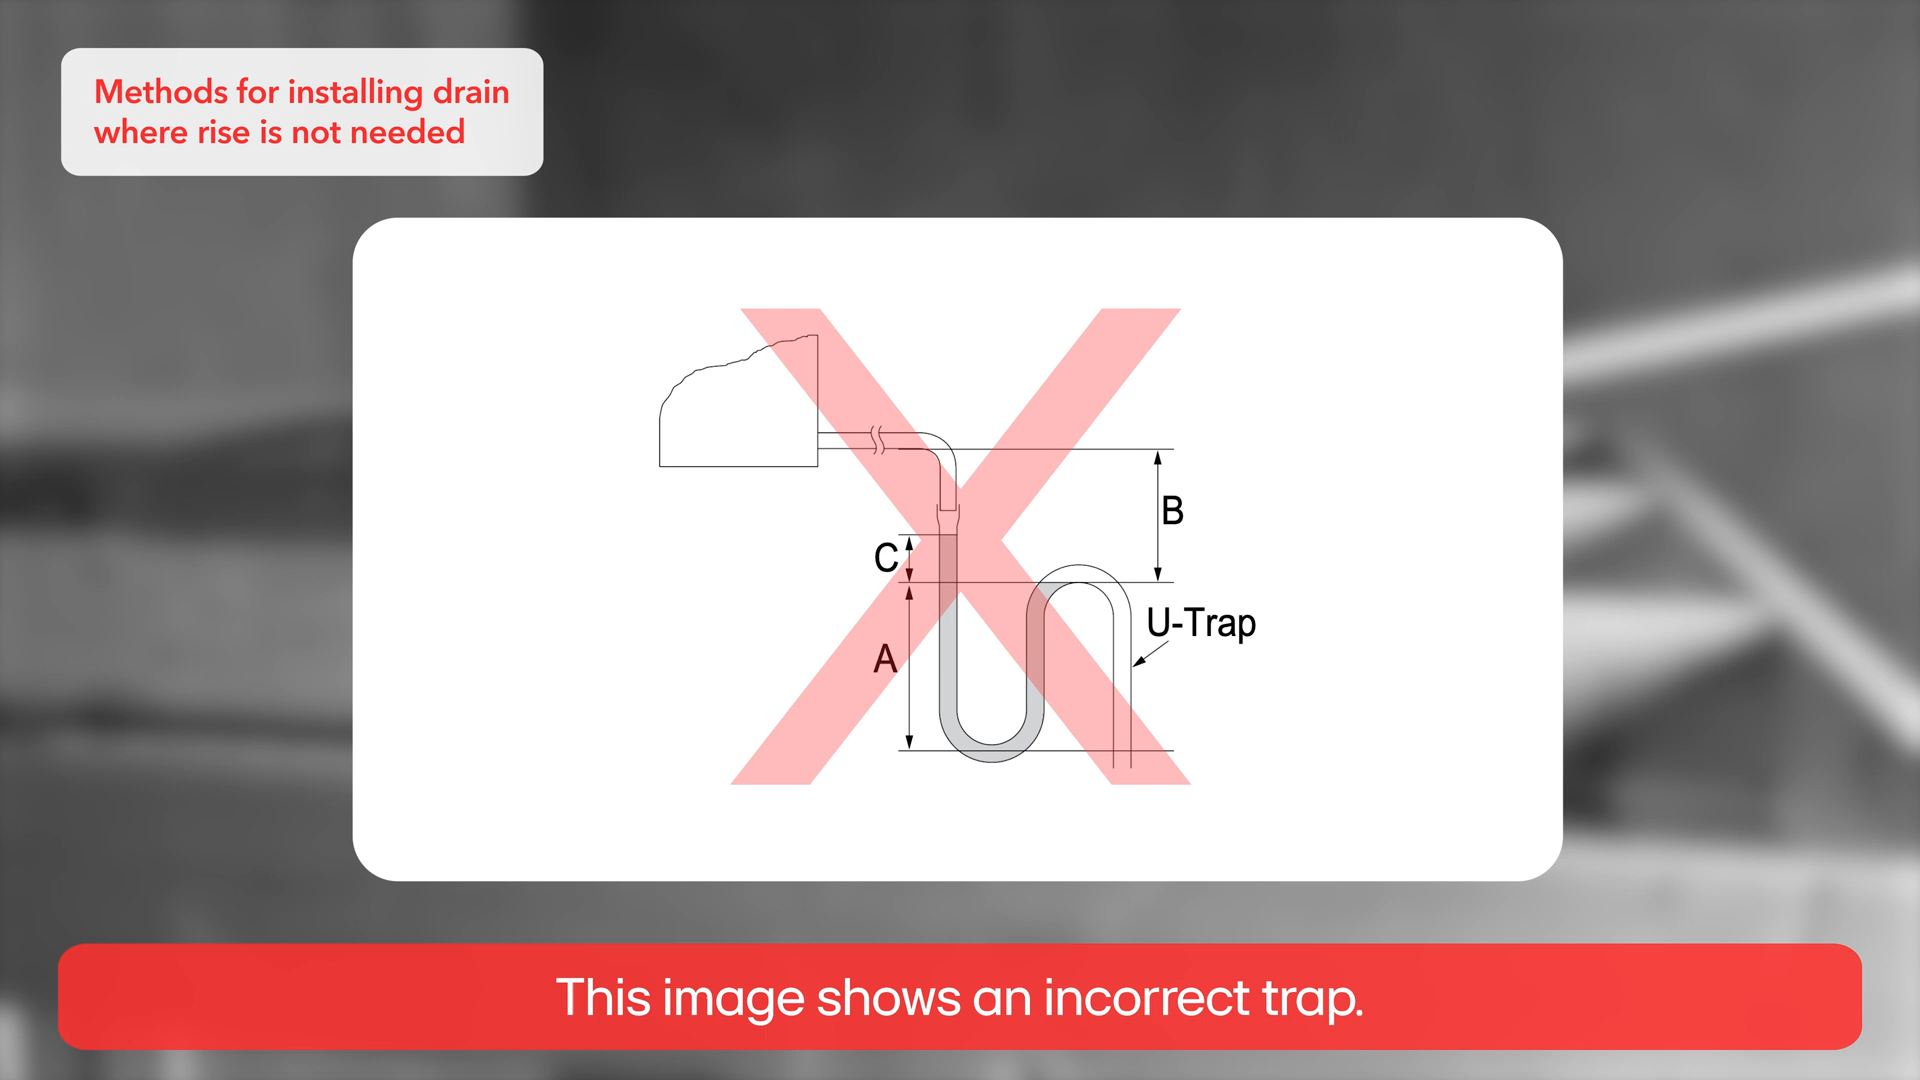 Methods for installing drain
where rise is not needed
B
C
U-Trap
A
This image shows an incorrect trap.